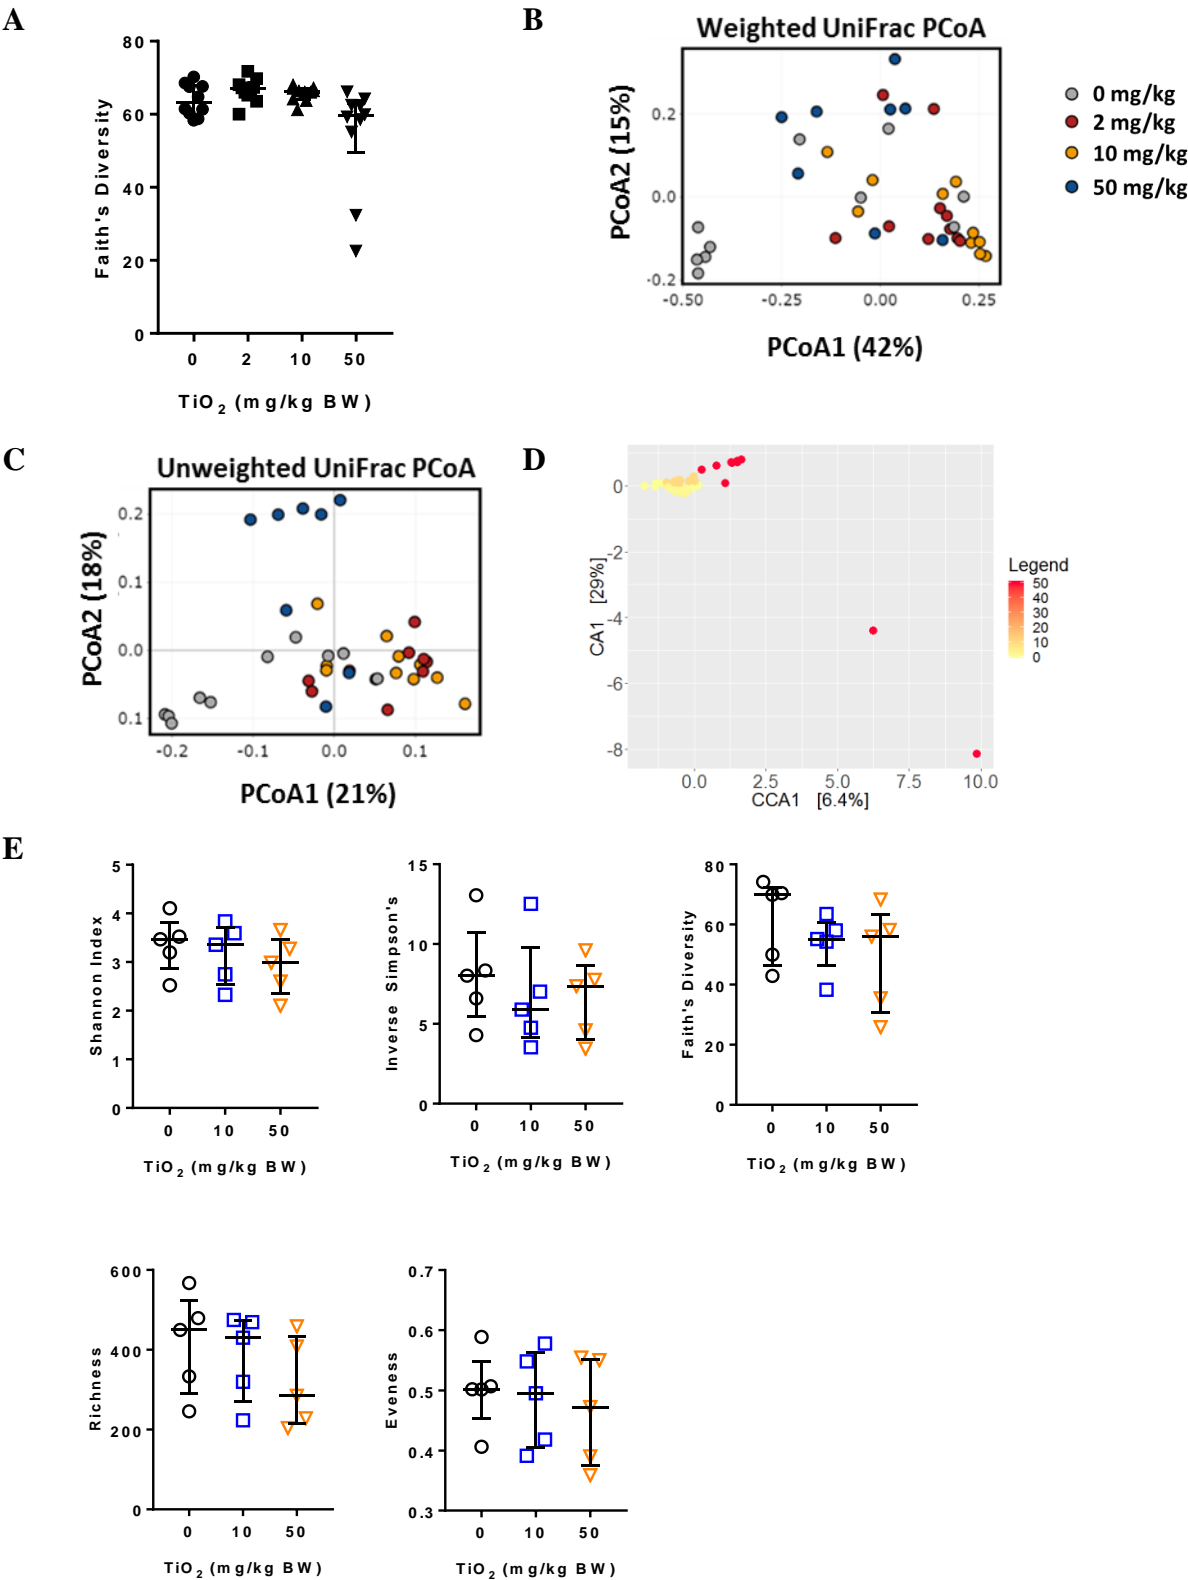 A
80
60
40
20
0
Faith's Diversity
0 2 10 50
TiO2 (mg/kg BW)
B
Weighted UniFrac PCoA
0.2
0.0
-0.2
PCoA2 (15%)
-0.50 -0.25 0.00 0.25
PCoA1 (42%)
0 mg/kg
2 mg/kg
10 mg/kg
50 mg/kg
C
Unweighted UniFrac PCoA
0.2
0.1
0.0
0.1
PCoA2 (18%)
-0.2 -0.1 0.0 0.1
PCoA1 (21%)
D
0
-2
-4
-6
-8
CA1 [29%]
0.0 2.5 5.0 7.5 10.0
CCA1 [6.4%]
Legend
50
40
30
20
10
0
E
5
4
3
2
1
0
Shannon Index
0 10 50
TiO2 (mg/kg BW)
15
10
5
0
Inverse Simpson's
0 10 50
TiO2 (mg/kg BW)
80
60
40
20
0
Faith's Diversity
0 10 50
TiO2 (mg/kg BW)
600
400
200
0
Richness
0 10 50
TiO2 (mg/kg BW)
0.7
0.6
0.5
0.4
0.3
Eveness
0 10 50
TiO2 (mg/kg BW)